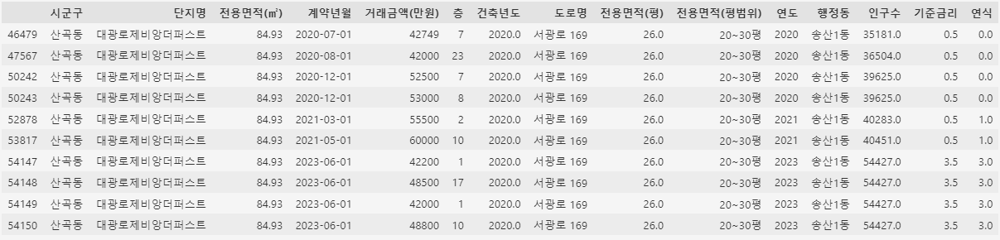 시군구 단지명 전용면적(㎡) 계약년월 거래금액(만원) 층 건축년도 도로명 전용면적(평) 전용면적(평범위) 연도 행정동 인구수 기준금리 연식
46479 산곡동 대광로제비앙더퍼스트 84.93 2020-07-01 42749 7 2020.0 서광로 169 26.0 20~30평 2020 송산1동 35181.0 0.5 0.0
47567 산곡동 대광로제비앙더퍼스트 84.93 2020-08-01 42000 23 2020.0 서광로 169 26.0 20~30평 2020 송산1동 36504.0 0.5 0.0
50242 산곡동 대광로제비앙더퍼스트 84.93 2020-12-01 52500 7 2020.0 서광로 169 26.0 20~30평 2020 송산1동 39625.0 0.5 0.0
50243 산곡동 대광로제비앙더퍼스트 84.93 2020-12-01 53000 8 2020.0 서광로 169 26.0 20~30평 2020 송산1동 39625.0 0.5 0.0
52878 산곡동 대광로제비앙더퍼스트 84.93 2021-03-01 55500 2 2020.0 서광로 169 26.0 20~30평 2021 송산1동 40283.0 0.5 1.0
53817 산곡동 대광로제비앙더퍼스트 84.93 2021-05-01 60000 10 2020.0 서광로 169 26.0 20~30평 2021 송산1동 40451.0 0.5 1.0
54147 산곡동 대광로제비앙더퍼스트 84.93 2023-06-01 42200 1 2020.0 서광로 169 26.0 20~30평 2023 송산1동 54427.0 3.5 3.0
54148 산곡동 대광로제비앙더퍼스트 84.93 2023-06-01 48500 17 2020.0 서광로 169 26.0 20~30평 2023 송산1동 54427.0 3.5 3.0
54149 산곡동 대광로제비앙더퍼스트 84.93 2023-06-01 42000 1 2020.0 서광로 169 26.0 20~30평 2023 송산1동 54427.0 3.5 3.0
54150 산곡동 대광로제비앙더퍼스트 84.93 2023-06-01 48800 10 2020.0 서광로 169 26.0 20~30평 2023 송산1동 54427.0 3.5 3.0